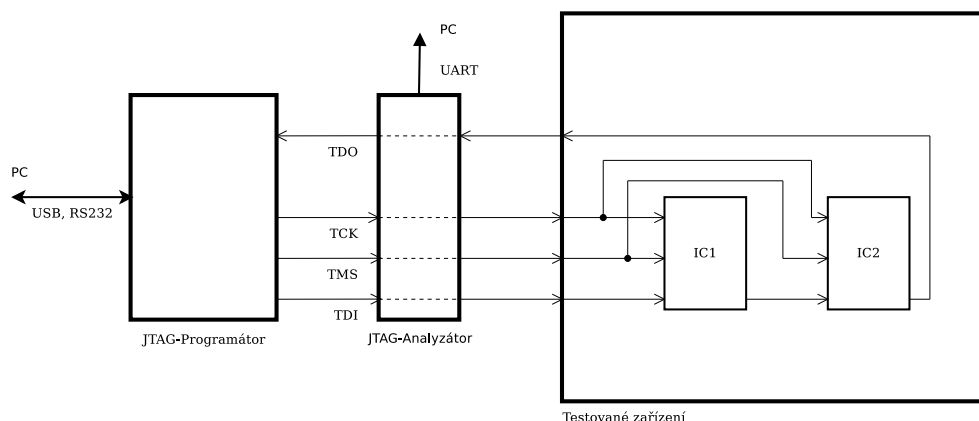 PC
UART
TDO
PC
USB, RS232
TCK
TMS
TDI
IC1
IC2
JTAG-Programátor
JTAG-Analyzátor
Testované zařízení